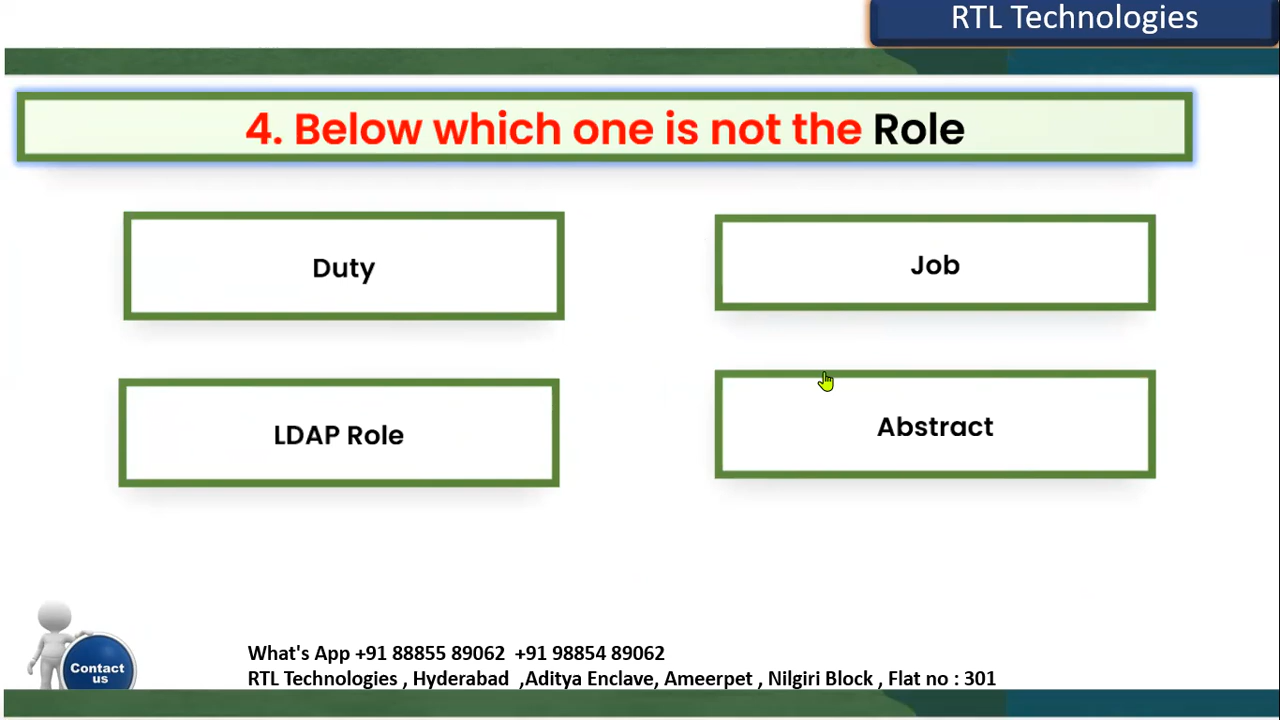 RTL Technologies
4. Below which one is not the Role
Duty
Job
LDAP Role
Abstract
Contact
us
What's App +91 88855 89062 +91 98854 89062
RTL Technologies , Hyderabad ,Aditya Enclave, Ameerpet , Nilgiri Block , Flat no : 301